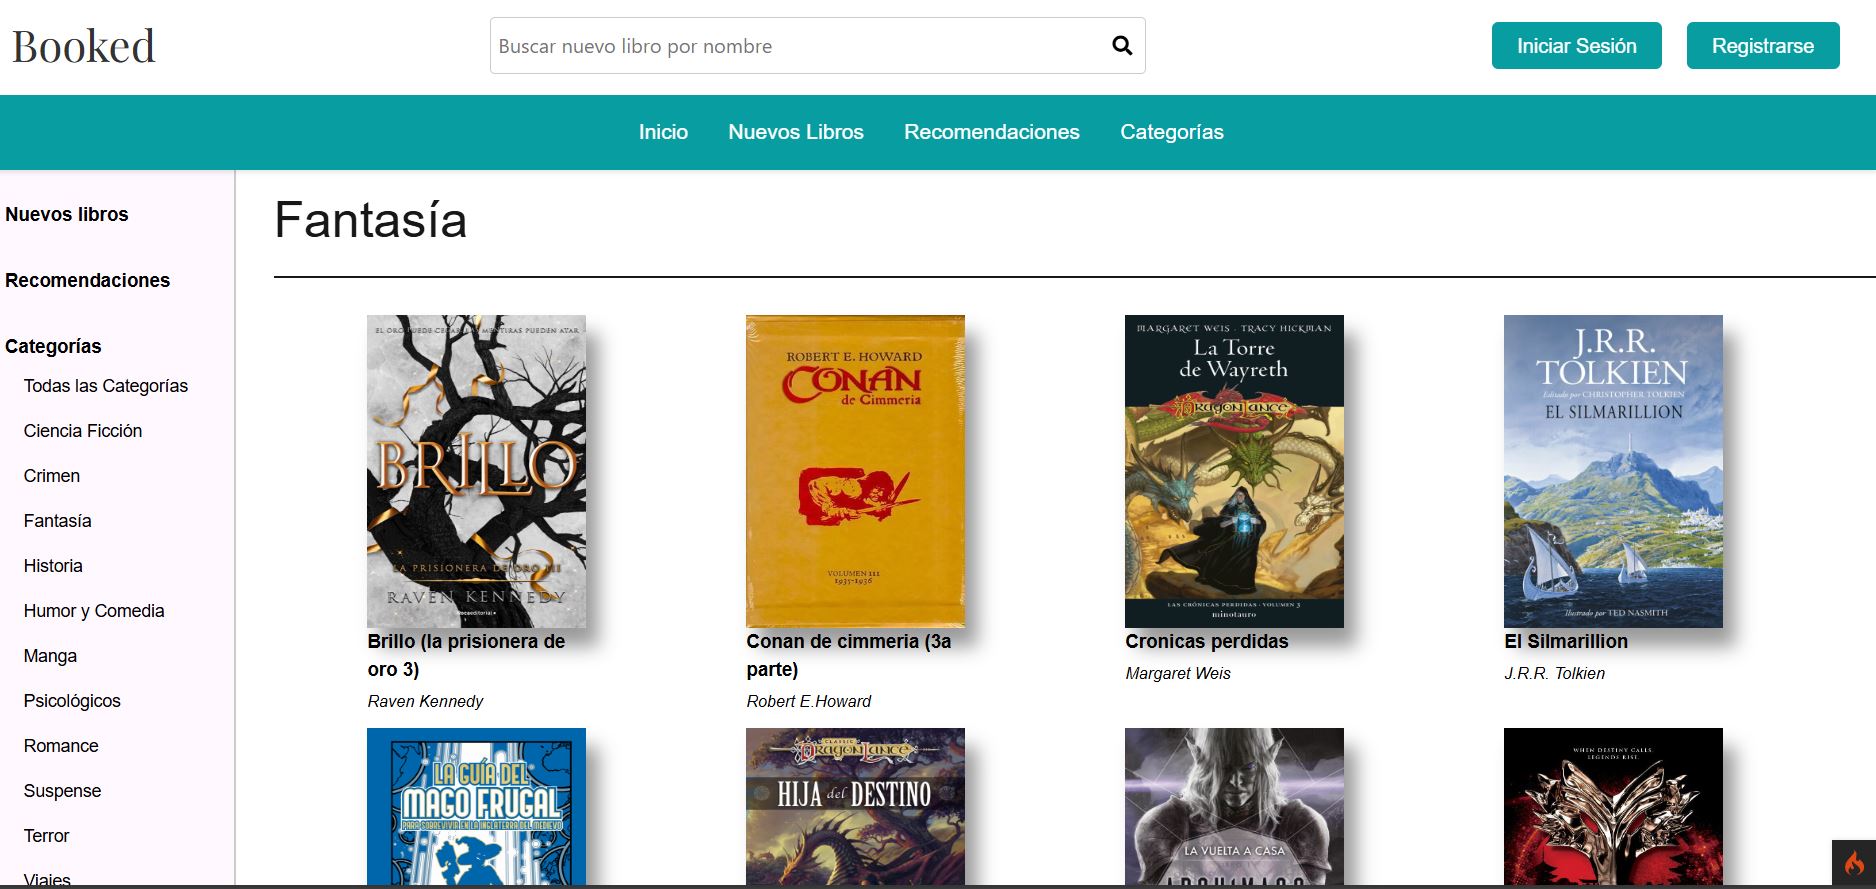 Booked
Buscar nuevo libro por nombre
Iniciar Sesión
Registrarse
Inicio
Nuevos Libros
Recomendaciones
Categorías
Nuevos libros
Recomendaciones
Categorías
Todas las Categorías
Ciencia Ficción
Crimen
Fantasía
Historia
Humor y Comedia
Manga
Psicológicos
Romance
Suspense
Terror
Viajes
Fantasía
EL ORO PUEDE CEGAR, LAS MENTIRAS PUEDEN ATAR
BRILLO
LA PRISIONERA DE ORO III
RAVEN KENNEDY
Rocaeditorial
Brillo (la prisionera de
oro 3)
Raven Kennedy
ROBERT E. HOWARD
CONAN
de Cimmeria
VOLUMEN III
1935-1936
Conan de cimmeria (3a
parte)
Robert E.Howard
MARGARET WEIS · TRACY HICKMAN
La Torre
de Wayreth
DRAGONLANCE
LAS CRÓNICAS PERDIDAS · VOLUMEN 3
minotauro
Cronicas perdidas
Margaret Weis
J.R.R.
TOLKIEN
Editado por CHRISTOPHER TOLKIEN
EL SILMARILLION
Ilustrado por TED NASMITH
El Silmarillion
J.R.R. Tolkien
LA GUÍA DEL
MAGO FRUGAL
PARA SOBREVIVIR EN LA INGLATERRA DEL MEDIEVO
CLASSIC
DRAGONLANCE
HIJA del DESTINO
LA VUELTA A CASA
ARCHIMAGO
WHEN DESTINY CALLS
LEGENDS RISE